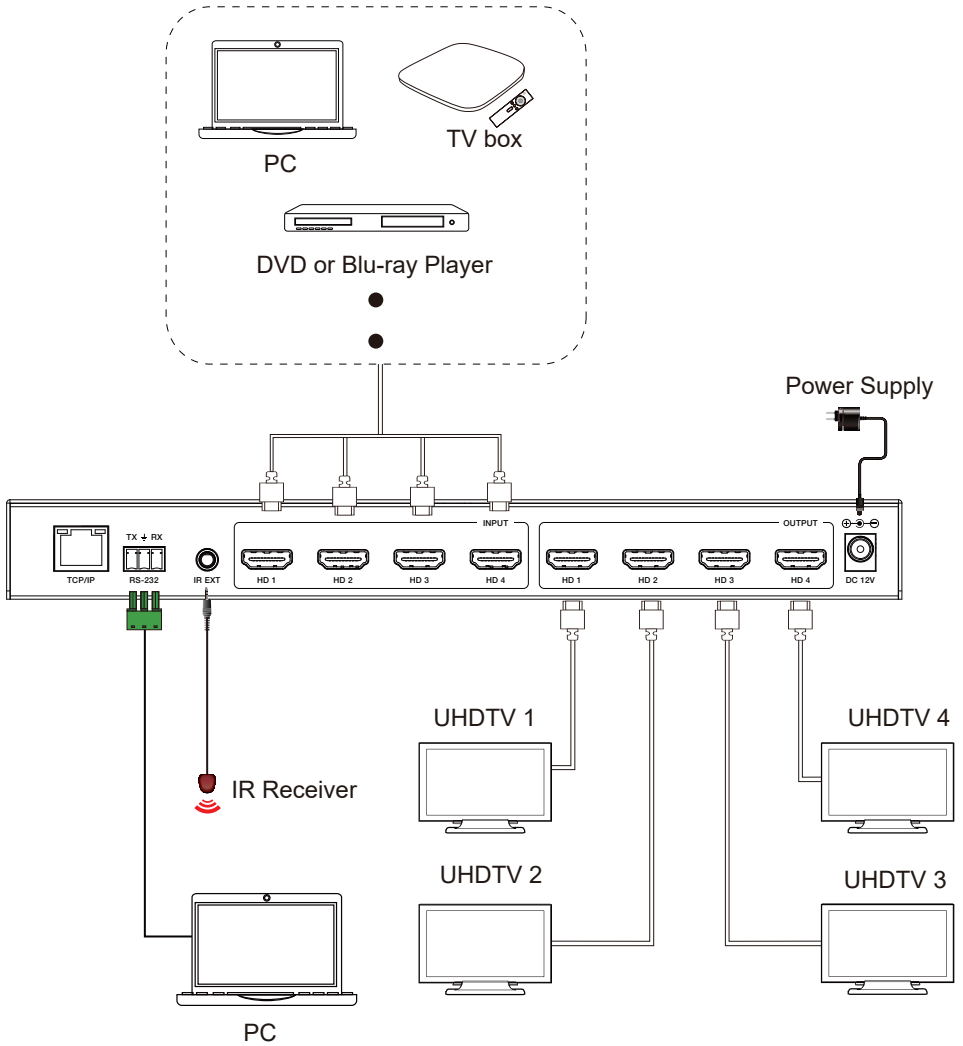 PC
TV box
DVD or Blu-ray Player
Power Supply
INPUT
OUTPUT
TX RX
TCP/IP
RS-232
IR EXT
HD 1
HD 2
HD 3
HD 4
HD 1
HD 2
HD 3
HD 4
DC 12V
UHDTV 1
UHDTV 4
IR Receiver
UHDTV 2
UHDTV 3
PC